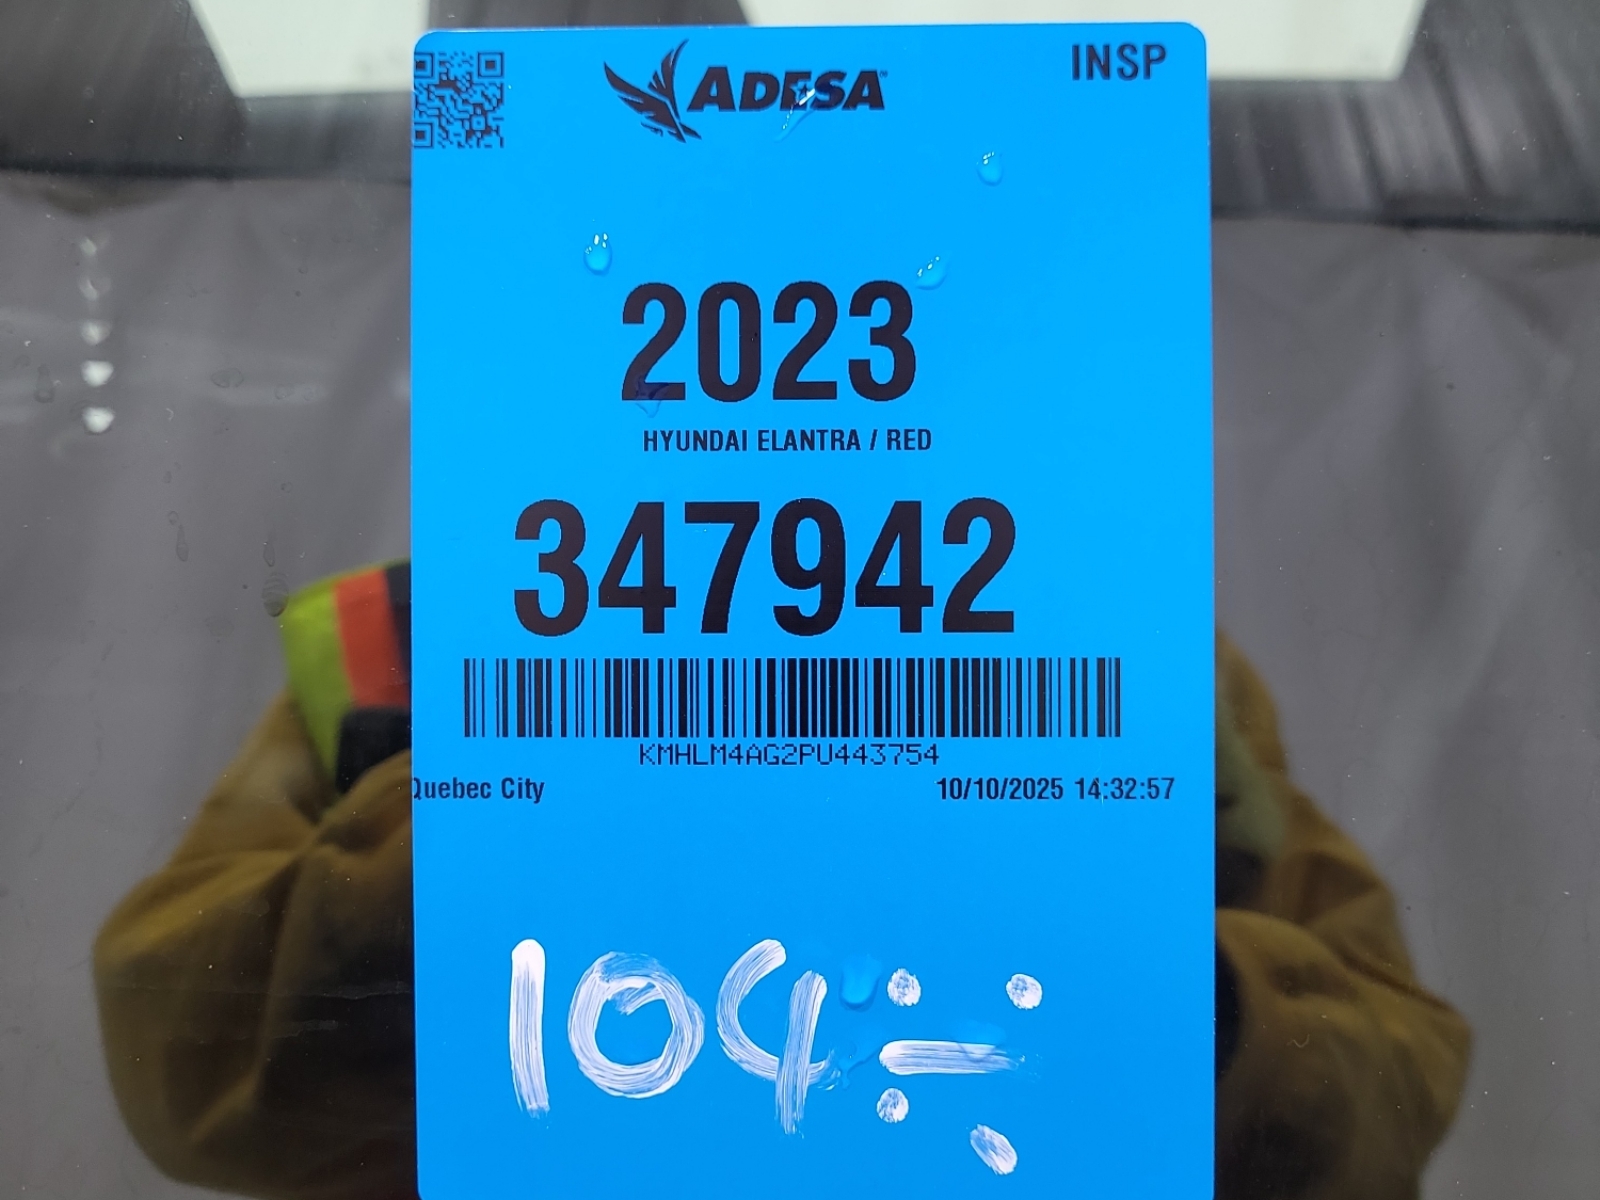 ADESA
INSP
2023
HYUNDAI ELANTRA / RED
347942
KMHLM4AG2PU443754
Quebec City
10/10/2025 14:32:57
104